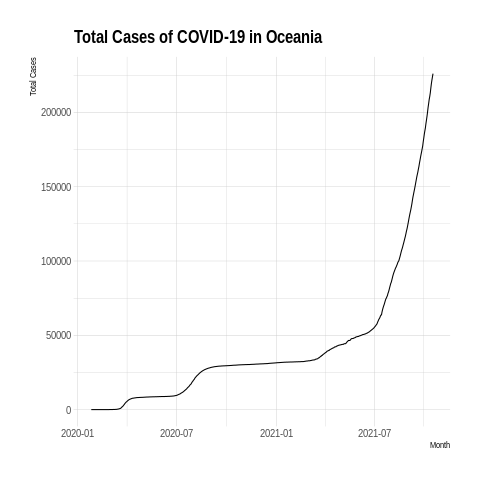 Total Cases of COVID-19 in Oceania
Total Cases
200000
150000
100000
50000
0
2020-01 2020-07 2021-01 2021-07
Month